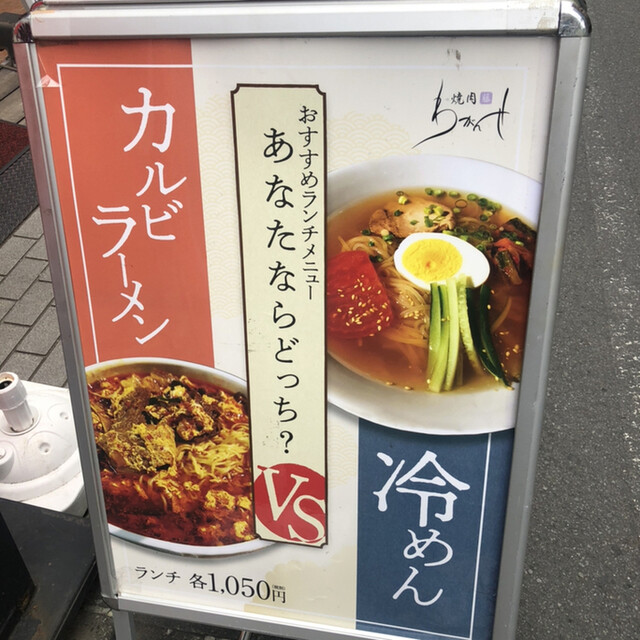 焼肉
カルビ
ラーメン
おすすめランチメニュー
あなたならどっち?
VS
冷めん
ランチ 各1,050円